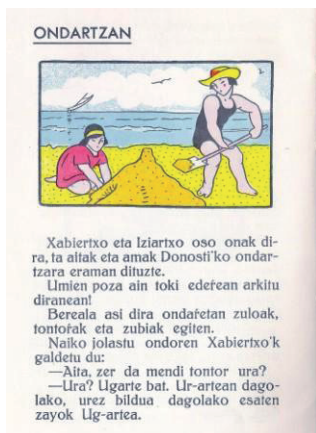 ONDARTZAN
Xabiertxo eta Iziartxo oso onak di-
ra, ta aitak eta amak Donosti'ko ondar-
tzara eraman dituzte.
Umien poza ain toki ederean arkitu
diranean!
Bereala asi dira ondaŕetan zuloak,
tontoŕak eta zubiak egiten.
Naiko jolastu ondoren Xabiertxo'k
galdetu du:
—Aita, zer da mendi tontor ura?
—Ura? Ugarte bat. Ur-artean dago-
lako, urez bildua dagolako esaten
zayok Ug-artea.